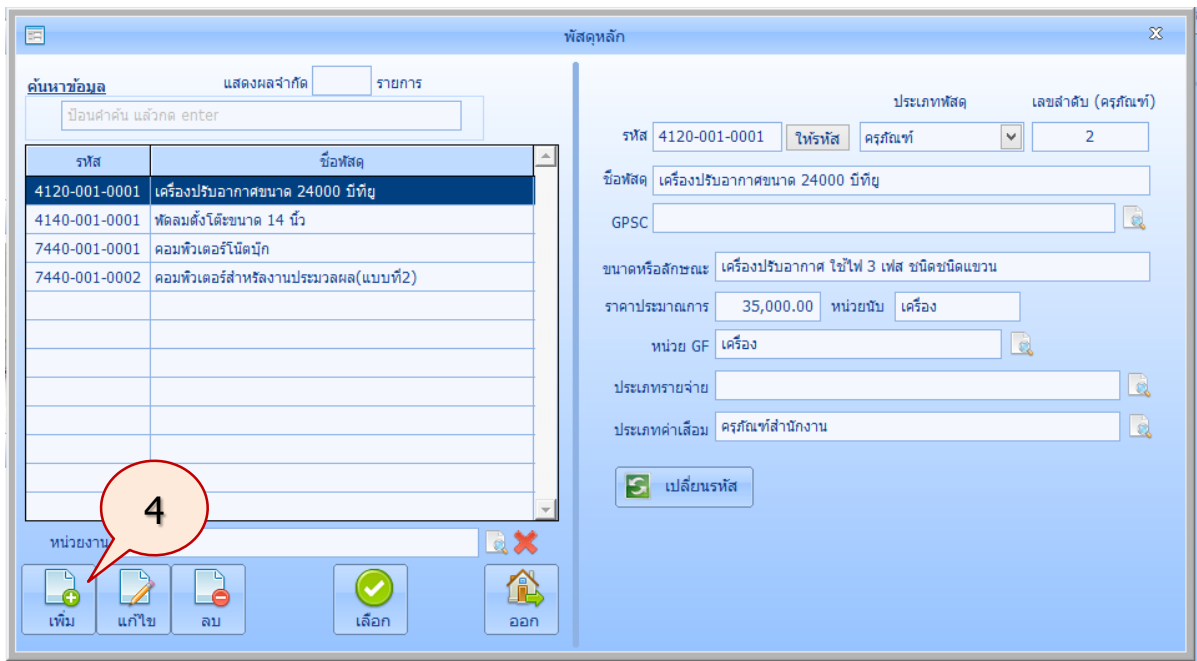 พัสดุหลัก
ค้นหาข้อมูล แสดงผลจำกัด รายการ
ป้อนคำค้น แล้วกด enter
รหัส ชื่อพัสดุ
4120-001-0001 เครื่องปรับอากาศขนาด 24000 บีทียู
4140-001-0001 พัดลมตั้งโต๊ะขนาด 14 นิ้ว
7440-001-0001 คอมพิวเตอร์โน๊ตบุ๊ก
7440-001-0002 คอมพิวเตอร์สำหรัลงานประมวลผล(แบบที่2)
4
หน่วยงาน
เพิ่ม แก้ไข ลบ เลือก ออก
ประเภทพัสดุ เลขลำดับ (ครุภัณฑ์)
รหัส 4120-001-0001 ให้รหัส ครุภัณฑ์ 2
ชื่อพัสดุ เครื่องปรับอากาศขนาด 24000 บีทียู
GPSC
ขนาดหรือลักษณะ เครื่องปรับอากาศ ใช้ไฟ 3 เฟส ชนิดชนิดแขวน
ราคาประมาณการ 35,000.00 หน่วยนับ เครื่อง
หน่วย GF เครื่อง
ประเภทรายจ่าย
ประเภทค่าเสื่อม ครุภัณฑ์สำนักงาน
เปลี่ยนรหัส